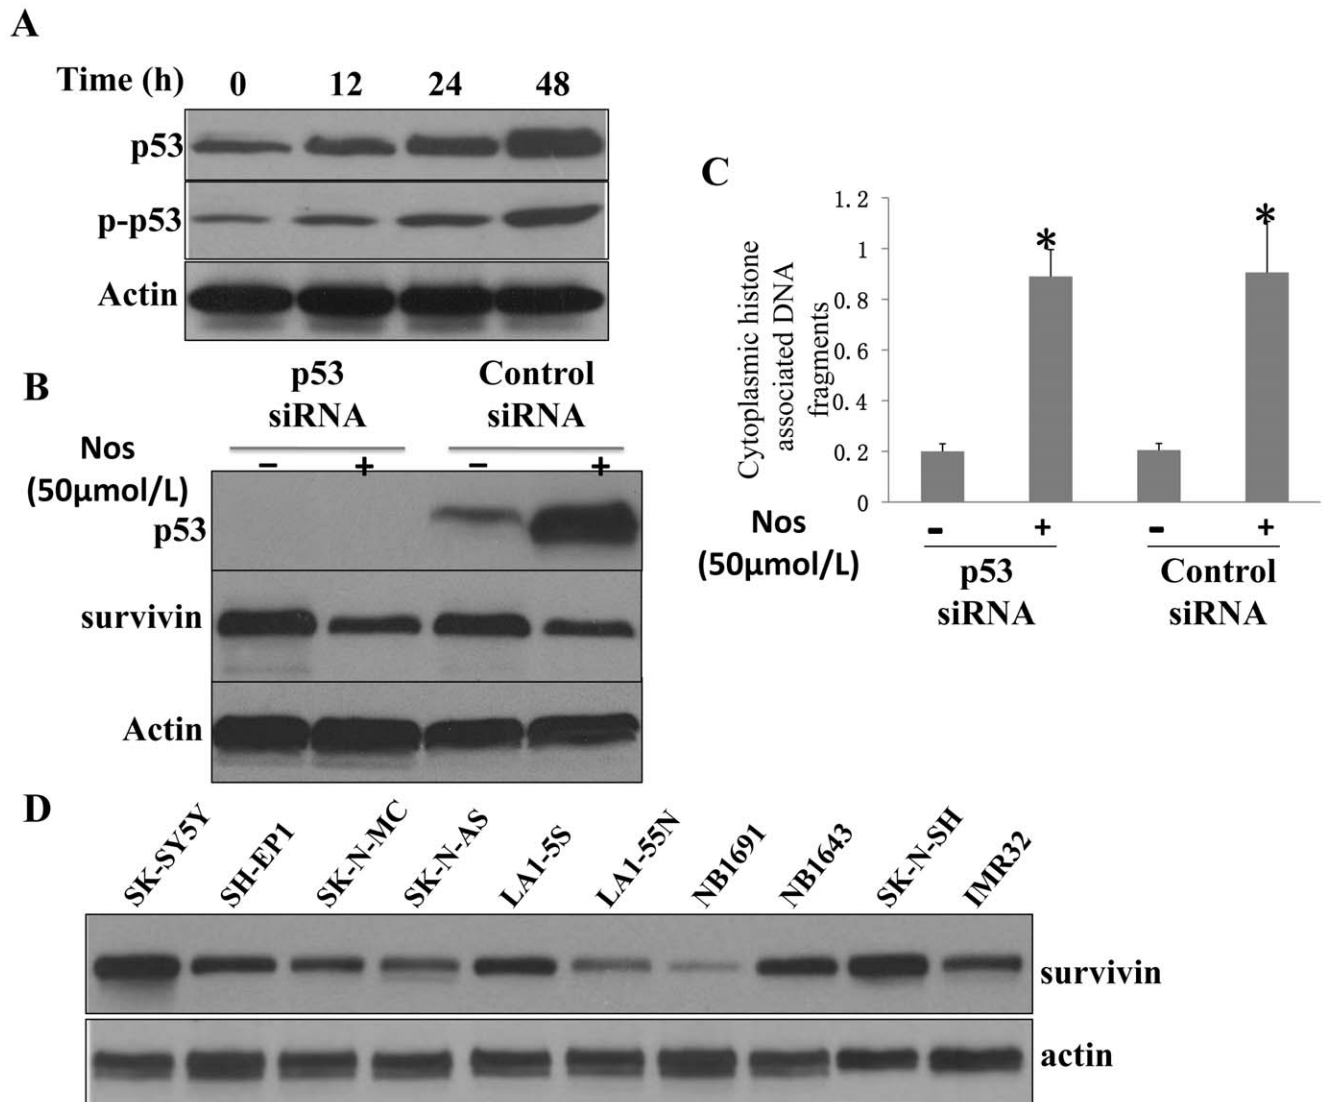 A
Time (h) 0 12 24 48
p53
p-p53
Actin
B
p53
siRNA
Control
siRNA
Nos
(50μmol/L)
− + − +
p53
survivin
Actin
C
Cytoplasmic histone
associated DNA
fragments
1.2
1
0.8
0.6
0.4
0.2
0
*
*
Nos
(50μmol/L)
- + - +
p53
siRNA
Control
siRNA
D
SK-SY5Y
SH-EP1
SK-N-MC
SK-N-AS
LA1-5S
LA1-55N
NB1691
NB1643
SK-N-SH
IMR32
survivin
actin